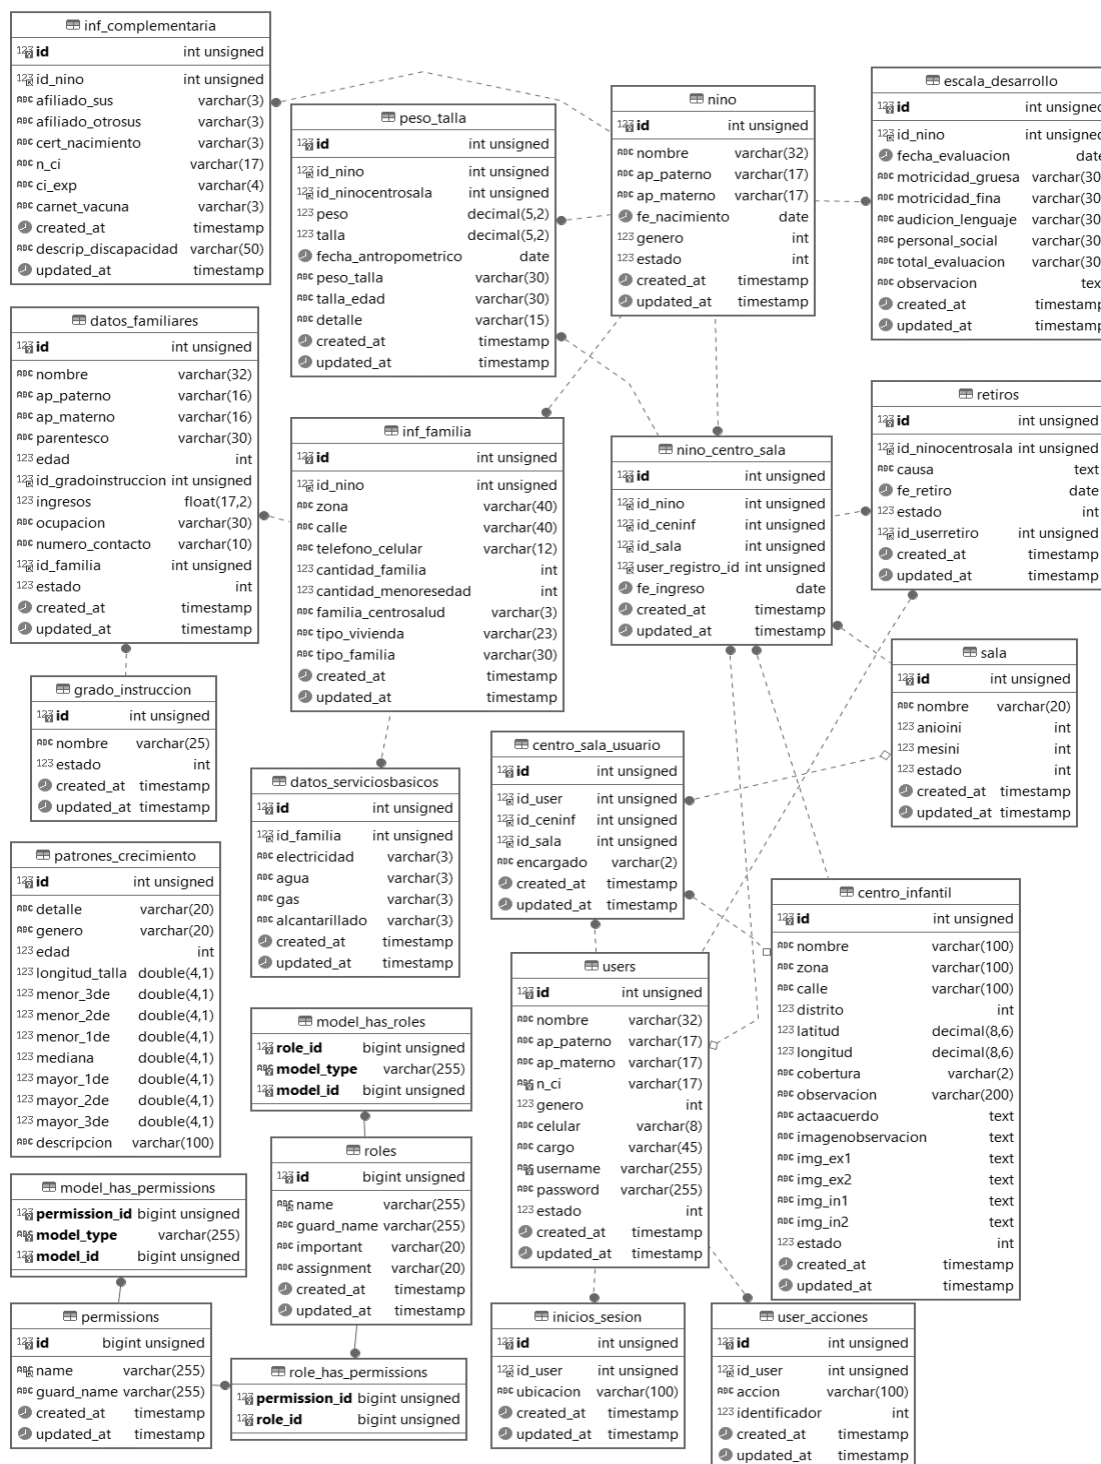 inf_complementaria
id int unsigned
id_nino int unsigned
afiliado_sus varchar(3)
afiliado_otrosus varchar(3)
cert_nacimiento varchar(3)
n_ci varchar(17)
ci_exp varchar(4)
carnet_vacuna varchar(3)
created_at timestamp
descrip_discapacidad varchar(50)
updated_at timestamp
peso_talla
id int unsigned
id_nino int unsigned
id_ninocentrosala int unsigned
peso decimal(5,2)
talla decimal(5,2)
fecha_antropometrico date
peso_talla varchar(30)
talla_edad varchar(30)
detalle varchar(15)
created_at timestamp
updated_at timestamp
nino
id int unsigned
nombre varchar(32)
ap_paterno varchar(17)
ap_materno varchar(17)
fe_nacimiento date
genero int
estado int
created_at timestamp
updated_at timestamp
escala_desarrollo
id int unsigned
id_nino int unsigned
fecha_evaluacion date
motricidad_gruesa varchar(30
motricidad_fina varchar(30
audicion_lenguaje varchar(30
personal_social varchar(30
total_evaluacion varchar(30
observacion text
created_at timestamp
updated_at timestamp
datos_familiares
id int unsigned
nombre varchar(32)
ap_paterno varchar(16)
ap_materno varchar(16)
parentesco varchar(30)
edad int
id_gradoinstruccion int unsigned
ingresos float(17,2)
ocupacion varchar(30)
numero_contacto varchar(10)
id_familia int unsigned
estado int
created_at timestamp
updated_at timestamp
inf_familia
id int unsigned
id_nino int unsigned
zona varchar(40)
calle varchar(40)
telefono_celular varchar(12)
cantidad_familia int
cantidad_menoresedad int
familia_centrosalud varchar(3)
tipo_vivienda varchar(23)
tipo_familia varchar(30)
created_at timestamp
updated_at timestamp
nino_centro_sala
id int unsigned
id_nino int unsigned
id_ceninf int unsigned
id_sala int unsigned
user_registro_id int unsigned
fe_ingreso date
created_at timestamp
updated_at timestamp
retiros
id int unsigned
id_ninocentrosala int unsigned
causa text
fe_retiro date
estado int
id_userretiro int unsigned
created_at timestamp
updated_at timestamp
grado_instruccion
id int unsigned
nombre varchar(25)
estado int
created_at timestamp
updated_at timestamp
datos_serviciosbasicos
id int unsigned
id_familia int unsigned
electricidad varchar(3)
agua varchar(3)
gas varchar(3)
alcantarillado varchar(3)
created_at timestamp
updated_at timestamp
centro_sala_usuario
id int unsigned
id_user int unsigned
id_ceninf int unsigned
id_sala int unsigned
encargado varchar(2)
created_at timestamp
updated_at timestamp
sala
id int unsigned
nombre varchar(20)
anioini int
mesini int
estado int
created_at timestamp
updated_at timestamp
patrones_crecimiento
id int unsigned
detalle varchar(20)
genero varchar(20)
edad int
longitud_talla double(4,1)
menor_3de double(4,1)
menor_2de double(4,1)
menor_1de double(4,1)
mediana double(4,1)
mayor_1de double(4,1)
mayor_2de double(4,1)
mayor_3de double(4,1)
descripcion varchar(100)
model_has_roles
role_id bigint unsigned
model_type varchar(255)
model_id bigint unsigned
users
id int unsigned
nombre varchar(32)
ap_paterno varchar(17)
ap_materno varchar(17)
n_ci varchar(17)
genero int
celular varchar(8)
cargo varchar(45)
username varchar(255)
password varchar(255)
estado int
created_at timestamp
updated_at timestamp
centro_infantil
id int unsigned
nombre varchar(100)
zona varchar(100)
calle varchar(100)
distrito int
latitud decimal(8,6)
longitud decimal(8,6)
cobertura varchar(2)
observacion varchar(200)
actaacuerdo text
imagenobservacion text
img_ex1 text
img_ex2 text
img_in1 text
img_in2 text
estado int
created_at timestamp
updated_at timestamp
model_has_permissions
permission_id bigint unsigned
model_type varchar(255)
model_id bigint unsigned
roles
id bigint unsigned
name varchar(255)
guard_name varchar(255)
important varchar(20)
assignment varchar(20)
created_at timestamp
updated_at timestamp
permissions
id bigint unsigned
name varchar(255)
guard_name varchar(255)
created_at timestamp
updated_at timestamp
role_has_permissions
permission_id bigint unsigned
role_id bigint unsigned
inicios_sesion
id int unsigned
id_user int unsigned
ubicacion varchar(100)
created_at timestamp
updated_at timestamp
user_acciones
id int unsigned
id_user int unsigned
accion varchar(100)
identificador int
created_at timestamp
updated_at timestamp